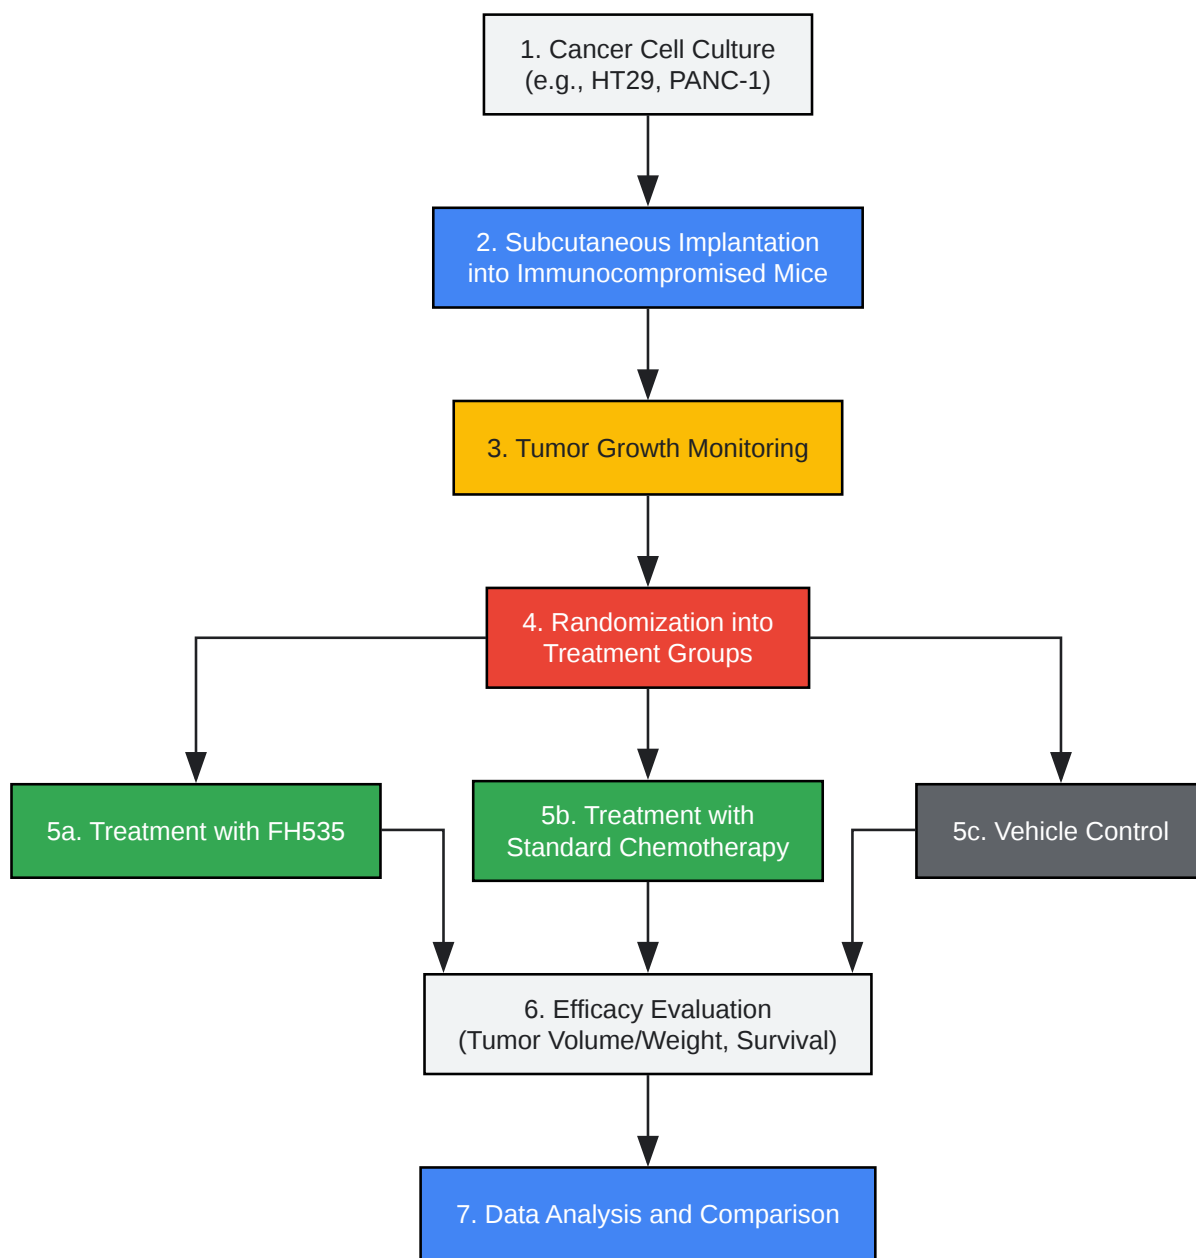 1. Cancer Cell Culture
(e.g., HT29, PANC-1)
2. Subcutaneous Implantation
into Immunocompromised Mice
3. Tumor Growth Monitoring
4. Randomization into
Treatment Groups
5a. Treatment with FH535
5b. Treatment with
Standard Chemotherapy
5c. Vehicle Control
6. Efficacy Evaluation
(Tumor Volume/Weight, Survival)
7. Data Analysis and Comparison